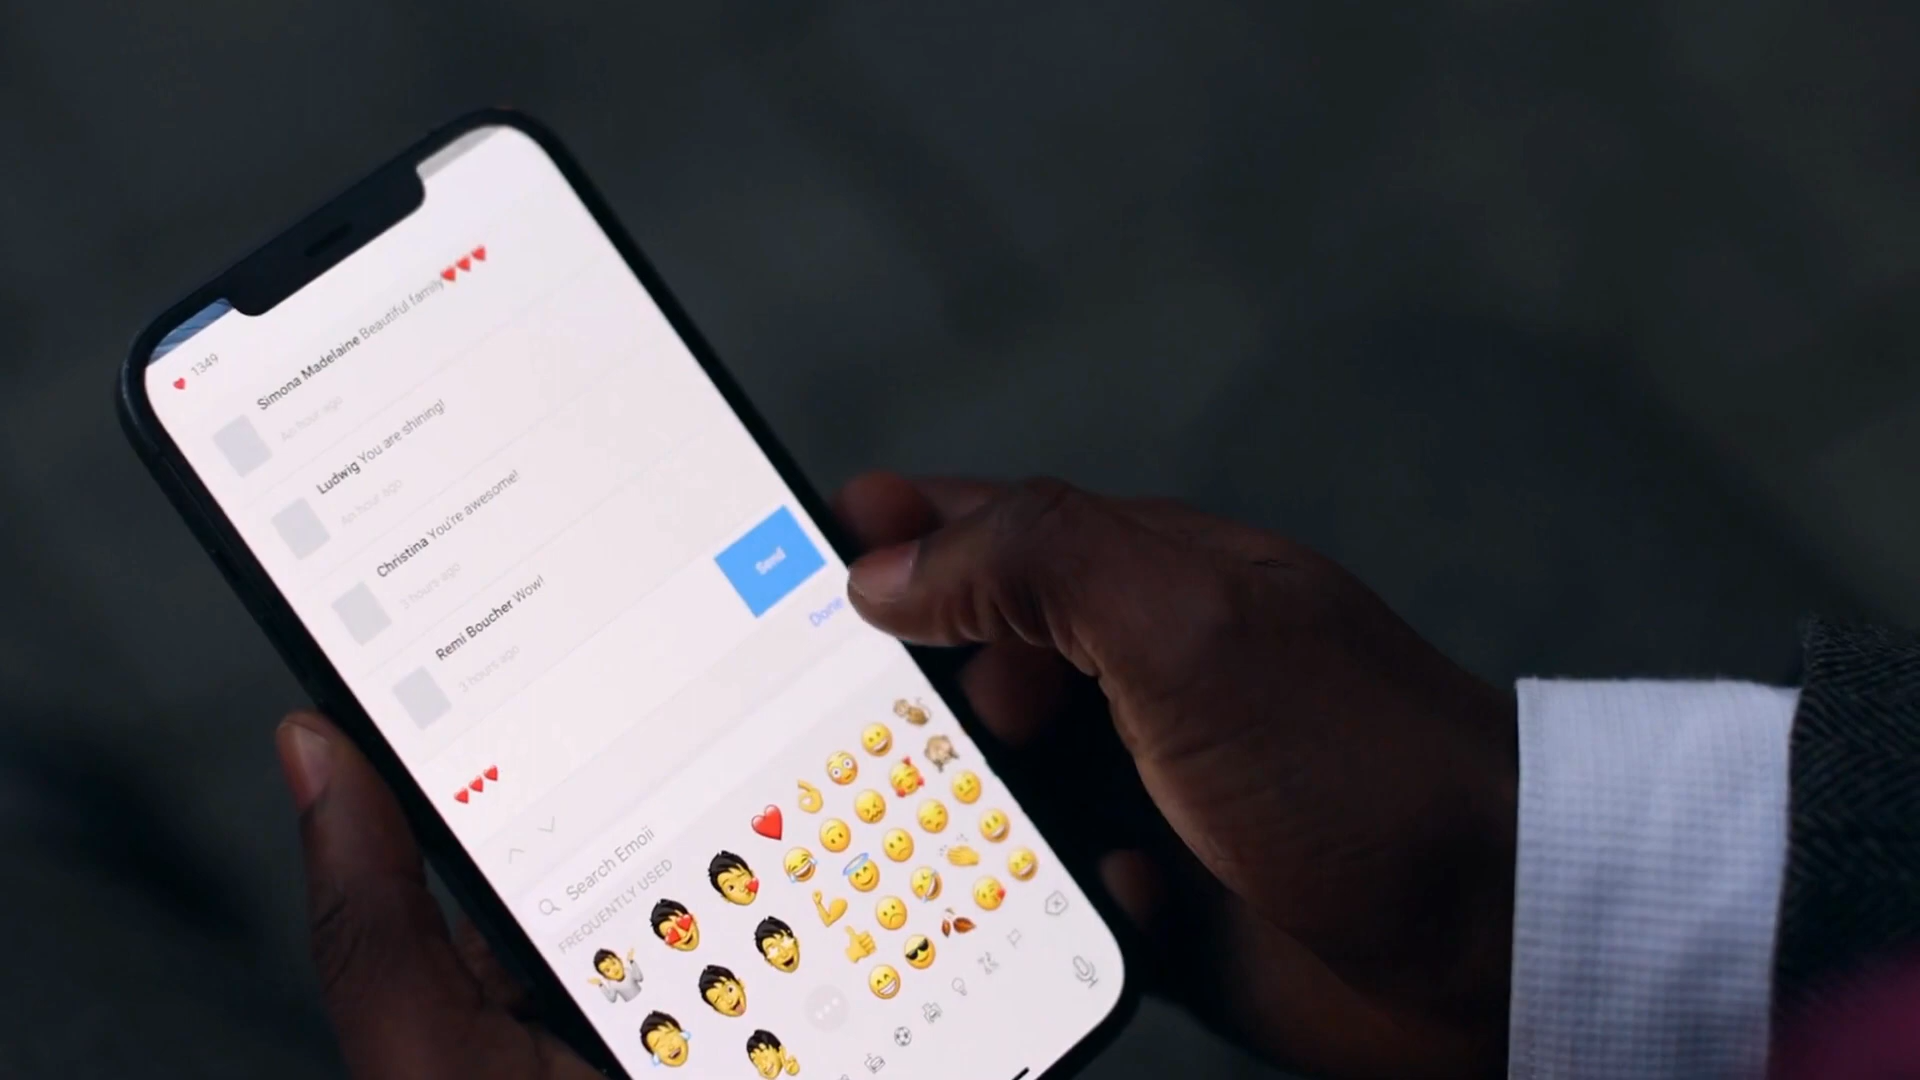 1349
Simona Madelaine Beautiful family❤️❤️❤️
An hour ago
Ludwig You are shining!
An hour ago
Christina You're awesome!
3 hours ago
Remi Boucher Wow!
3 hours ago
Send
❤️❤️❤️
Done
Search Emoji
FREQUENTLY USED